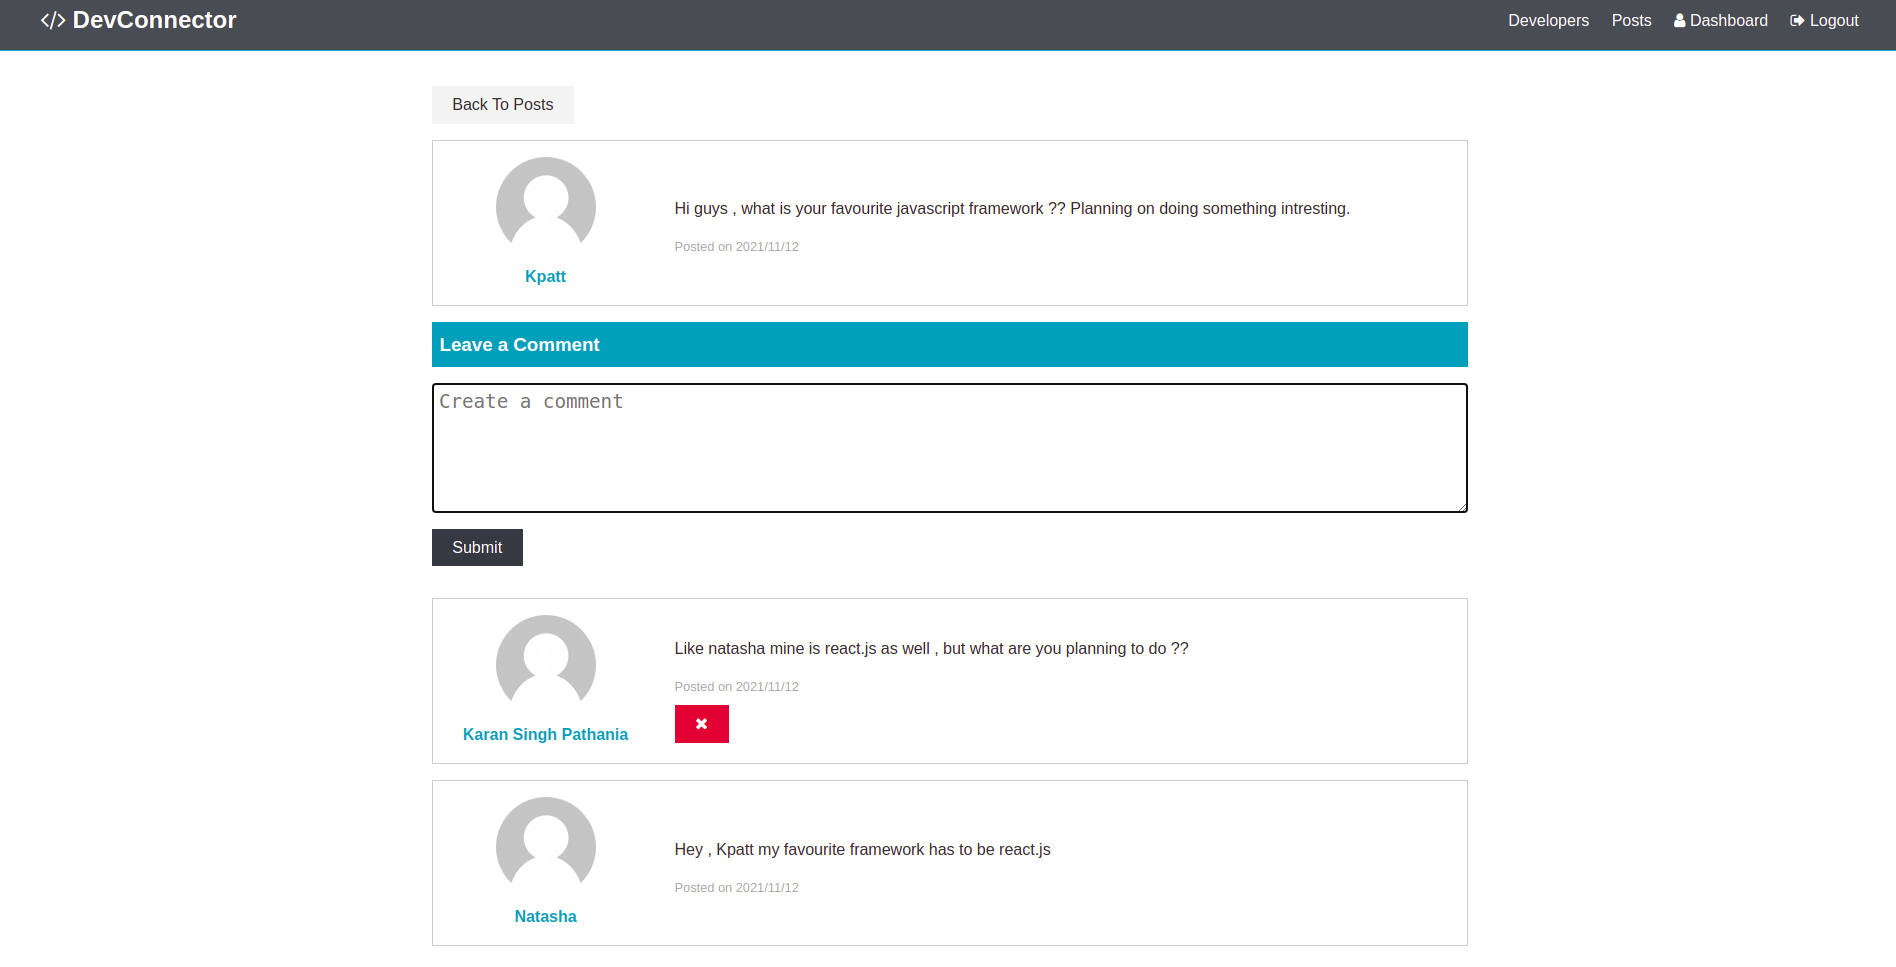 DevConnector
Developers Posts Dashboard Logout
Back To Posts
Hi guys , what is your favourite javascript framework ?? Planning on doing something intresting.
Posted on 2021/11/12
Kpatt
Leave a Comment
Create a comment
Submit
Like natasha mine is react.js as well , but what are you planning to do ??
Posted on 2021/11/12
Karan Singh Pathania
Hey , Kpatt my favourite framework has to be react.js
Posted on 2021/11/12
Natasha